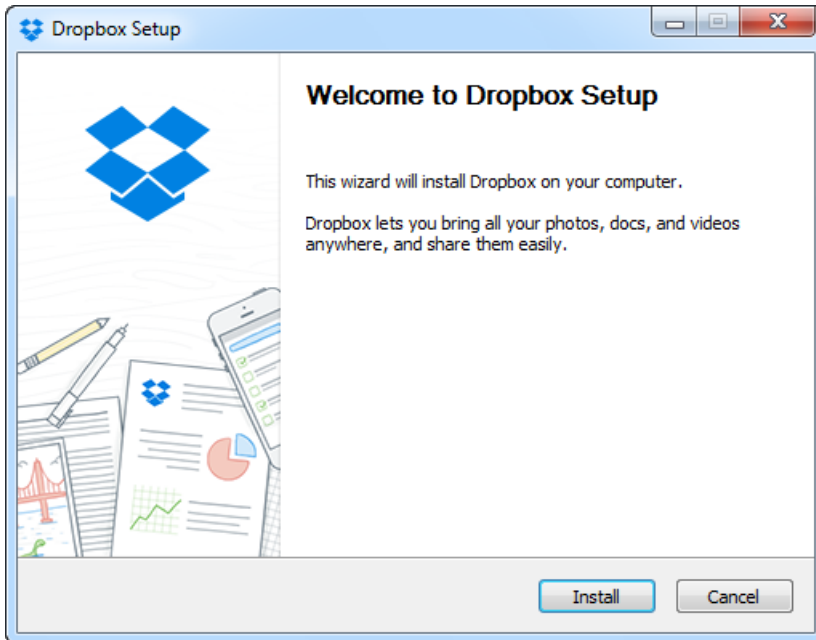 Dropbox Setup
Welcome to Dropbox Setup
This wizard will install Dropbox on your computer.
Dropbox lets you bring all your photos, docs, and videos
anywhere, and share them easily.
Install
Cancel